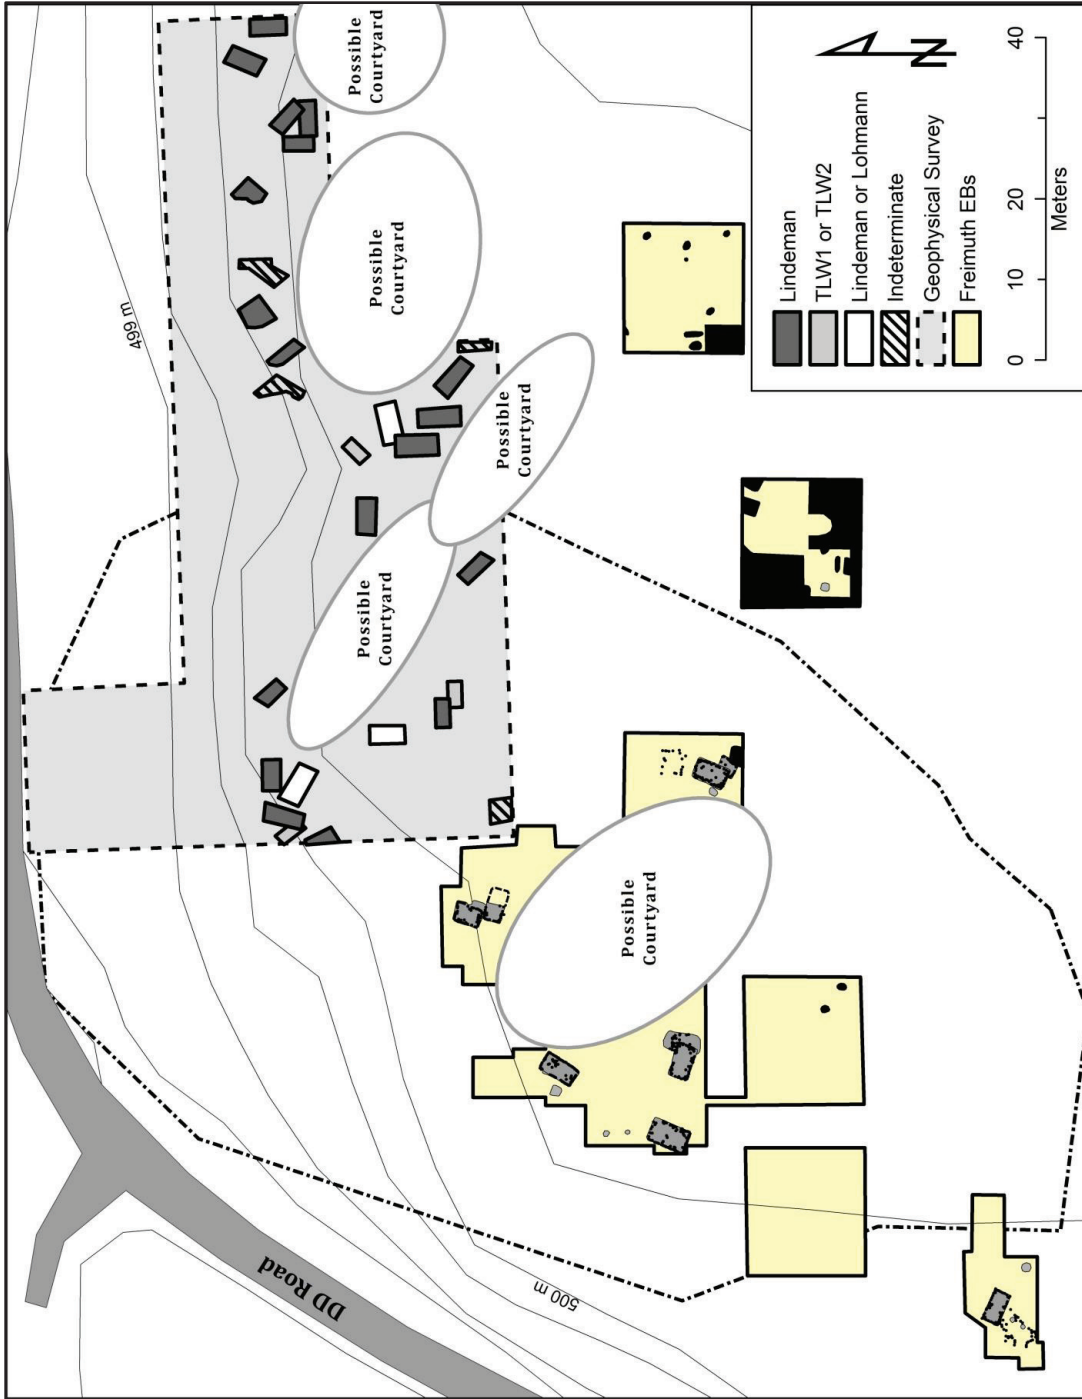 Possible
Courtyard
Possible
Courtyard
499 m
Possible
Courtyard
Possible
Courtyard
Possible
Courtyard
DD Road
500 m
N
Lindeman
TLW1 or TLW2
Lindeman or Lohmann
Indeterminate
Geophysical Survey
Freimuth EBs
0 10 20 40
Meters